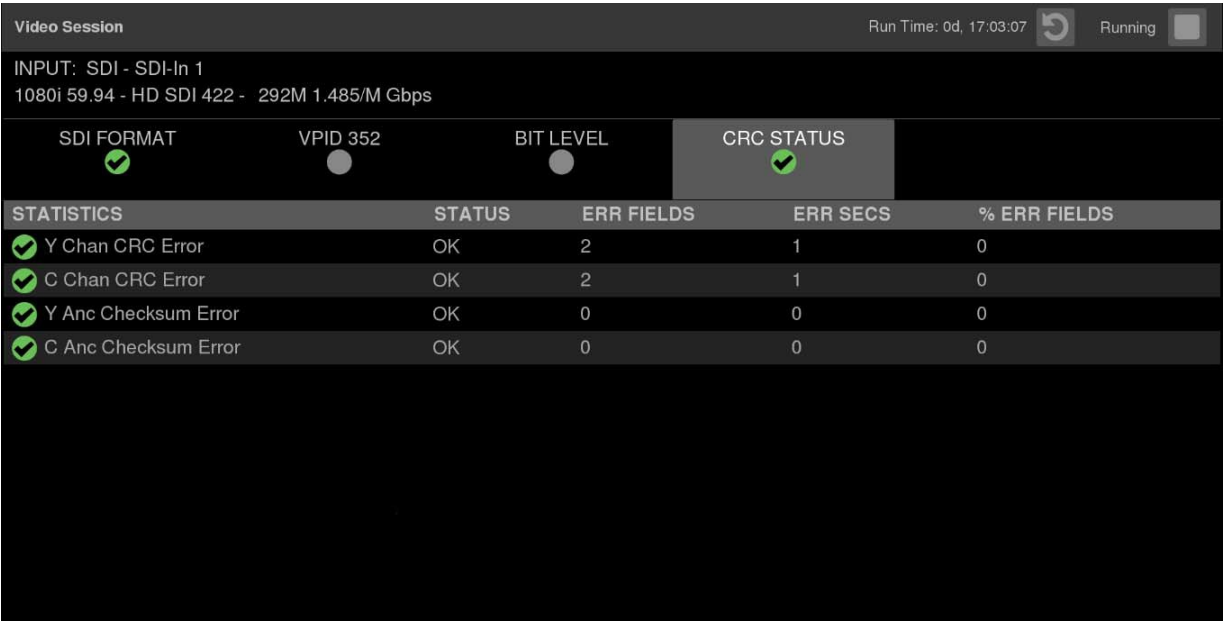 Video Session Run Time: 0d, 17:03:07 Running
INPUT: SDI - SDI-In 1
1080i 59.94 - HD SDI 422 - 292M 1.485/M Gbps
SDI FORMAT VPID 352 BIT LEVEL CRC STATUS
STATISTICS STATUS ERR FIELDS ERR SECS % ERR FIELDS
Y Chan CRC Error OK 2 1 0
C Chan CRC Error OK 2 1 0
Y Anc Checksum Error OK 0 0 0
C Anc Checksum Error OK 0 0 0